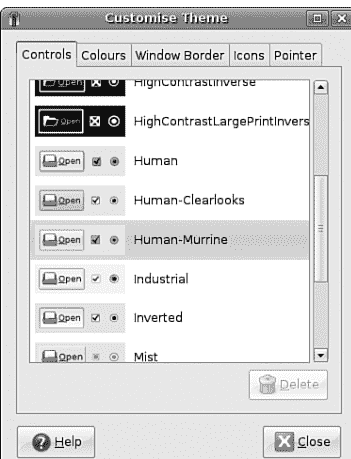 Customise Theme
Controls Colours Window Border Icons Pointer
Open HighContrastInverse
Open HighContrastLargePrintInvers
Open Human
Open Human-Clearlooks
Open Human-Murrine
Open Industrial
Open Inverted
Open Mist
Delete
Help Close